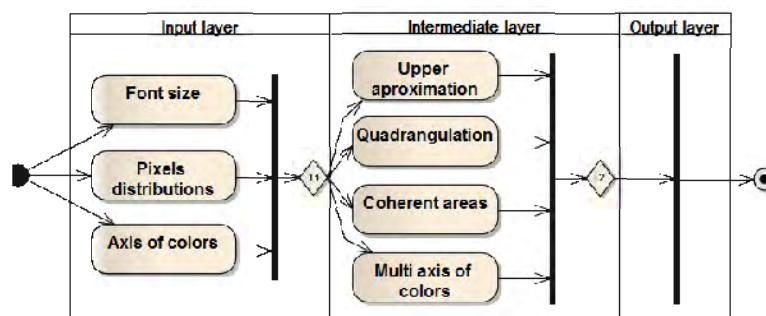 Input layer
Intermediate layer
Output layer
Font size
Pixels
distributions
Axis of colors
11
Upper
aproximation
Quadrangulation
Coherent areas
Multi axis of
colors